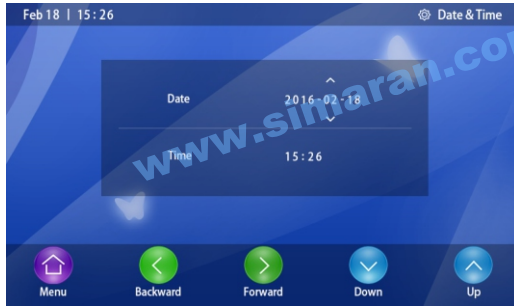 Feb 18 | 15:26
Date & Time
Date 2016-02-18
www.simaran.co
Time 15:26
Menu Backward Forward Down Up